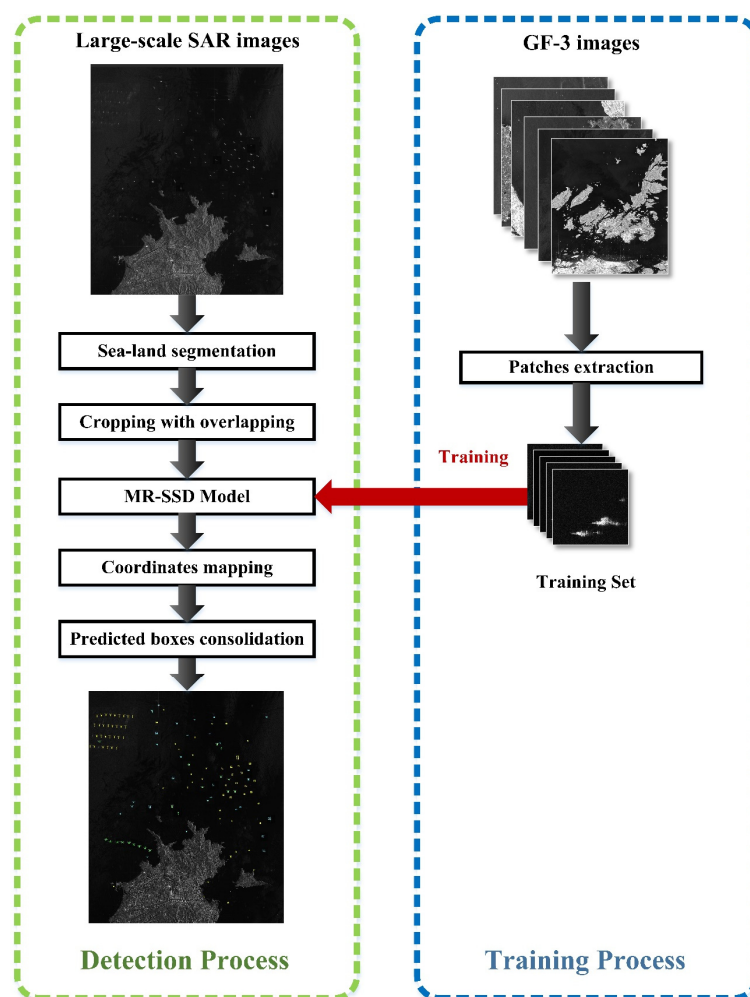 Large-scale SAR images
Sea-land segmentation
Cropping with overlapping
MR-SSD Model
Coordinates mapping
Predicted boxes consolidation
Detection Process
GF-3 images
Patches extraction
Training
Training Set
Training Process